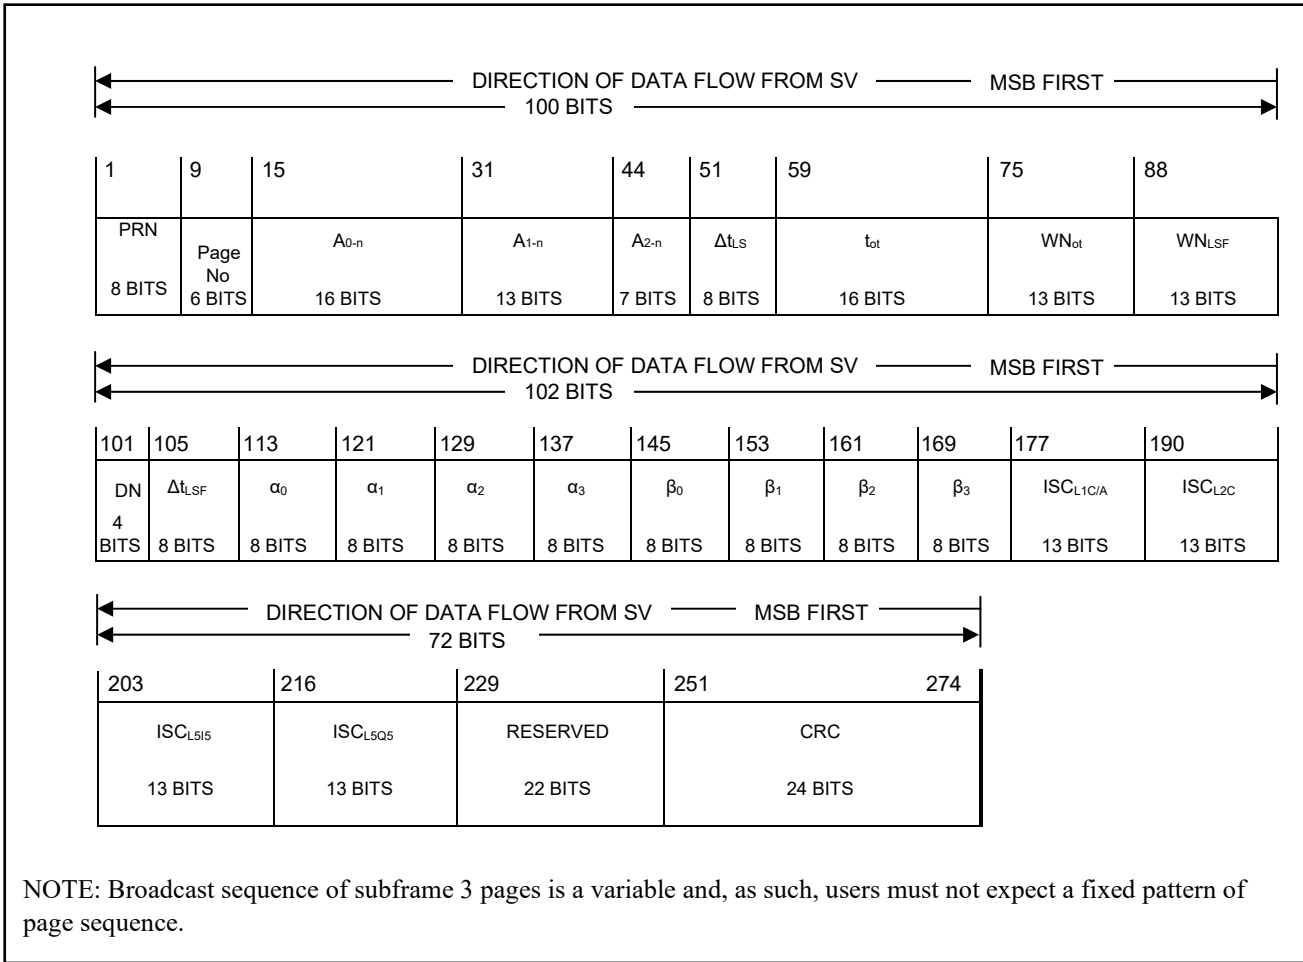 DIRECTION OF DATA FLOW FROM SV MSB FIRST
100 BITS
1 9 15 31 44 51 59 75 88
PRN
8 BITS
Page
No
6 BITS
A0-n
16 BITS
A1-n
13 BITS
A2-n
7 BITS
ΔtLS
8 BITS
tot
16 BITS
WNot
13 BITS
WNLSF
13 BITS
DIRECTION OF DATA FLOW FROM SV MSB FIRST
102 BITS
101 105 113 121 129 137 145 153 161 169 177 190
DN
4
BITS
ΔtLSF
8 BITS
α0
8 BITS
α1
8 BITS
α2
8 BITS
α3
8 BITS
β0
8 BITS
β1
8 BITS
β2
8 BITS
β3
8 BITS
ISCL1C/A
13 BITS
ISCL2C
13 BITS
DIRECTION OF DATA FLOW FROM SV MSB FIRST
72 BITS
203 216 229 251 274
ISCL5I5
13 BITS
ISCL5Q5
13 BITS
RESERVED
22 BITS
CRC
24 BITS
NOTE: Broadcast sequence of subframe 3 pages is a variable and, as such, users must not expect a fixed pattern of
page sequence.